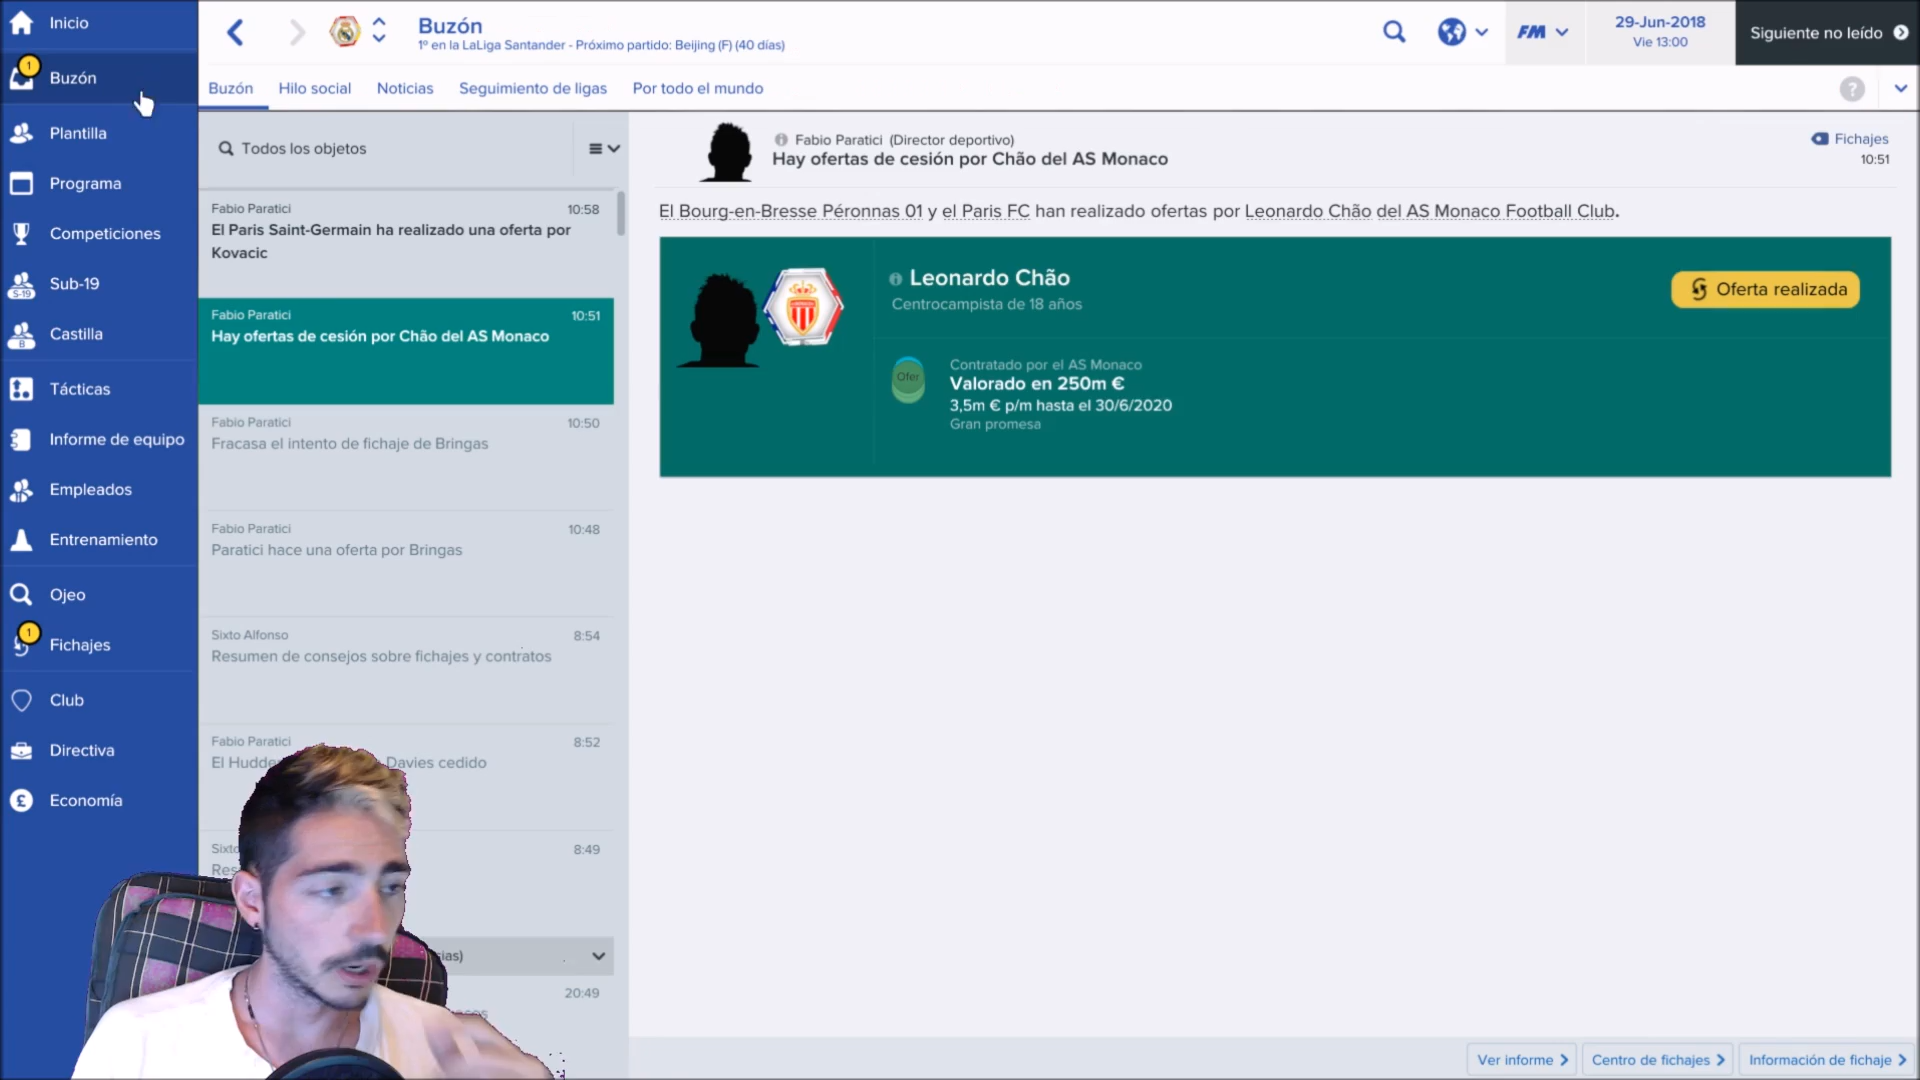 Inicio
1
Buzón
Plantilla
Programa
Competiciones
S-19
Sub-19
B
Castilla
Tácticas
Informe de equipo
Empleados
Entrenamiento
Ojeo
1
Fichajes
Club
Directiva
£
Economía
Buzón
1º en la LaLiga Santander - Próximo partido: Beijing (F) (40 días)
FM
29-Jun-2018
Vie 13:00
Siguiente no leído
Buzón
Hilo social
Noticias
Seguimiento de ligas
Por todo el mundo
?
Todos los objetos
Fabio Paratici
10:58
El Paris Saint-Germain ha realizado una oferta por
Kovacic
Fabio Paratici
10:51
Hay ofertas de cesión por Chão del AS Monaco
Fabio Paratici
10:50
Fracasa el intento de fichaje de Bringas
Fabio Paratici
10:48
Paratici hace una oferta por Bringas
Sixto Alfonso
8:54
Resumen de consejos sobre fichajes y contratos
Fabio Paratici
8:52
El Hudde Davies cedido
Sixto
8:49
Res
ias)
20:49
Fabio Paratici (Director deportivo)
Hay ofertas de cesión por Chão del AS Monaco
Fichajes
10:51
El Bourg-en-Bresse Péronnas 01 y el Paris FC han realizado ofertas por Leonardo Chão del AS Monaco Football Club.
Leonardo Chão
Centrocampista de 18 años
Oferta realizada
Ofer
Contratado por el AS Monaco
Valorado en 250m €
3,5m € p/m hasta el 30/6/2020
Gran promesa
Ver informe
Centro de fichajes
Información de fichaje